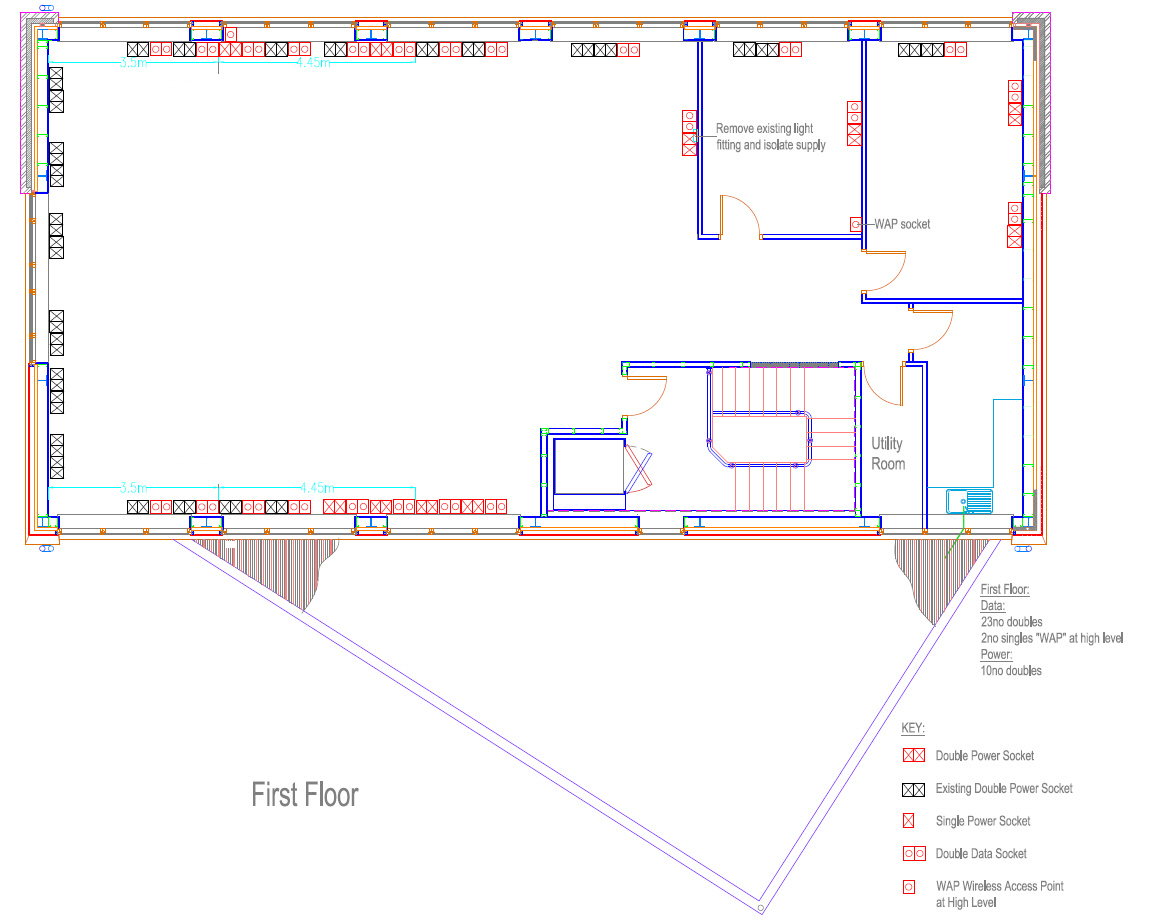 3.5m
4.45m
Remove existing light
fitting and isolate supply
WAP socket
Utility
Room
3.5m
4.45m
First Floor:
Data:
23no doubles
2no singles "WAP" at high level
Power:
10no doubles
First Floor
KEY:
Double Power Socket
Existing Double Power Socket
Single Power Socket
Double Data Socket
WAP Wireless Access Point
at High Level